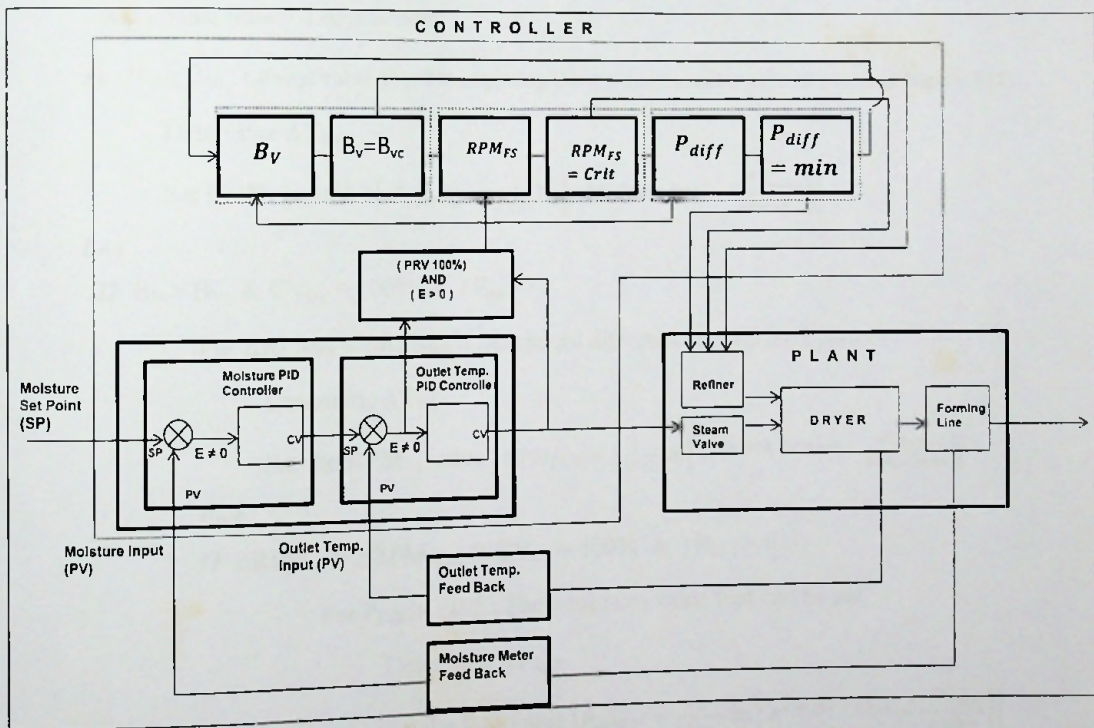 CONTROLLER
B_V
B_V=B_VC
RPM_FS
RPM_FS
= Crit
P_diff
P_diff
= min
( PRV 100%)
AND
( E > 0 )
PLANT
Moisture
Set Point
(SP)
Moisture PID
Controller
SP
E ≠ 0
CV
PV
Outlet Temp.
PID Controller
SP
E ≠ 0
CV
PV
Refiner
Steam
Valve
DRYER
Forming
Line
Moisture Input
(PV)
Outlet Temp.
Input (PV)
Outlet Temp.
Feed Back
Moisture Meter
Feed Back